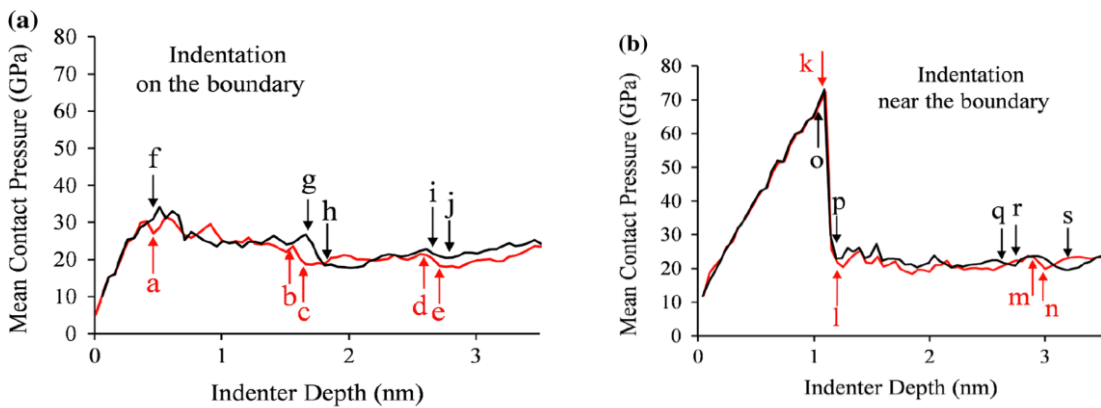 (a)
Mean Contact Pressure (GPa)
80
70
60
50
40
30
20
10
0
Indentation
on the boundary
f
g
h
i
j
a
b
c
d
e
0
1
2
3
Indenter Depth (nm)
(b)
Mean Contact Pressure (GPa)
80
70
60
50
40
30
20
10
0
k
Indentation
near the boundary
o
p
q
r
s
l
m
n
0
1
2
3
Indenter Depth (nm)